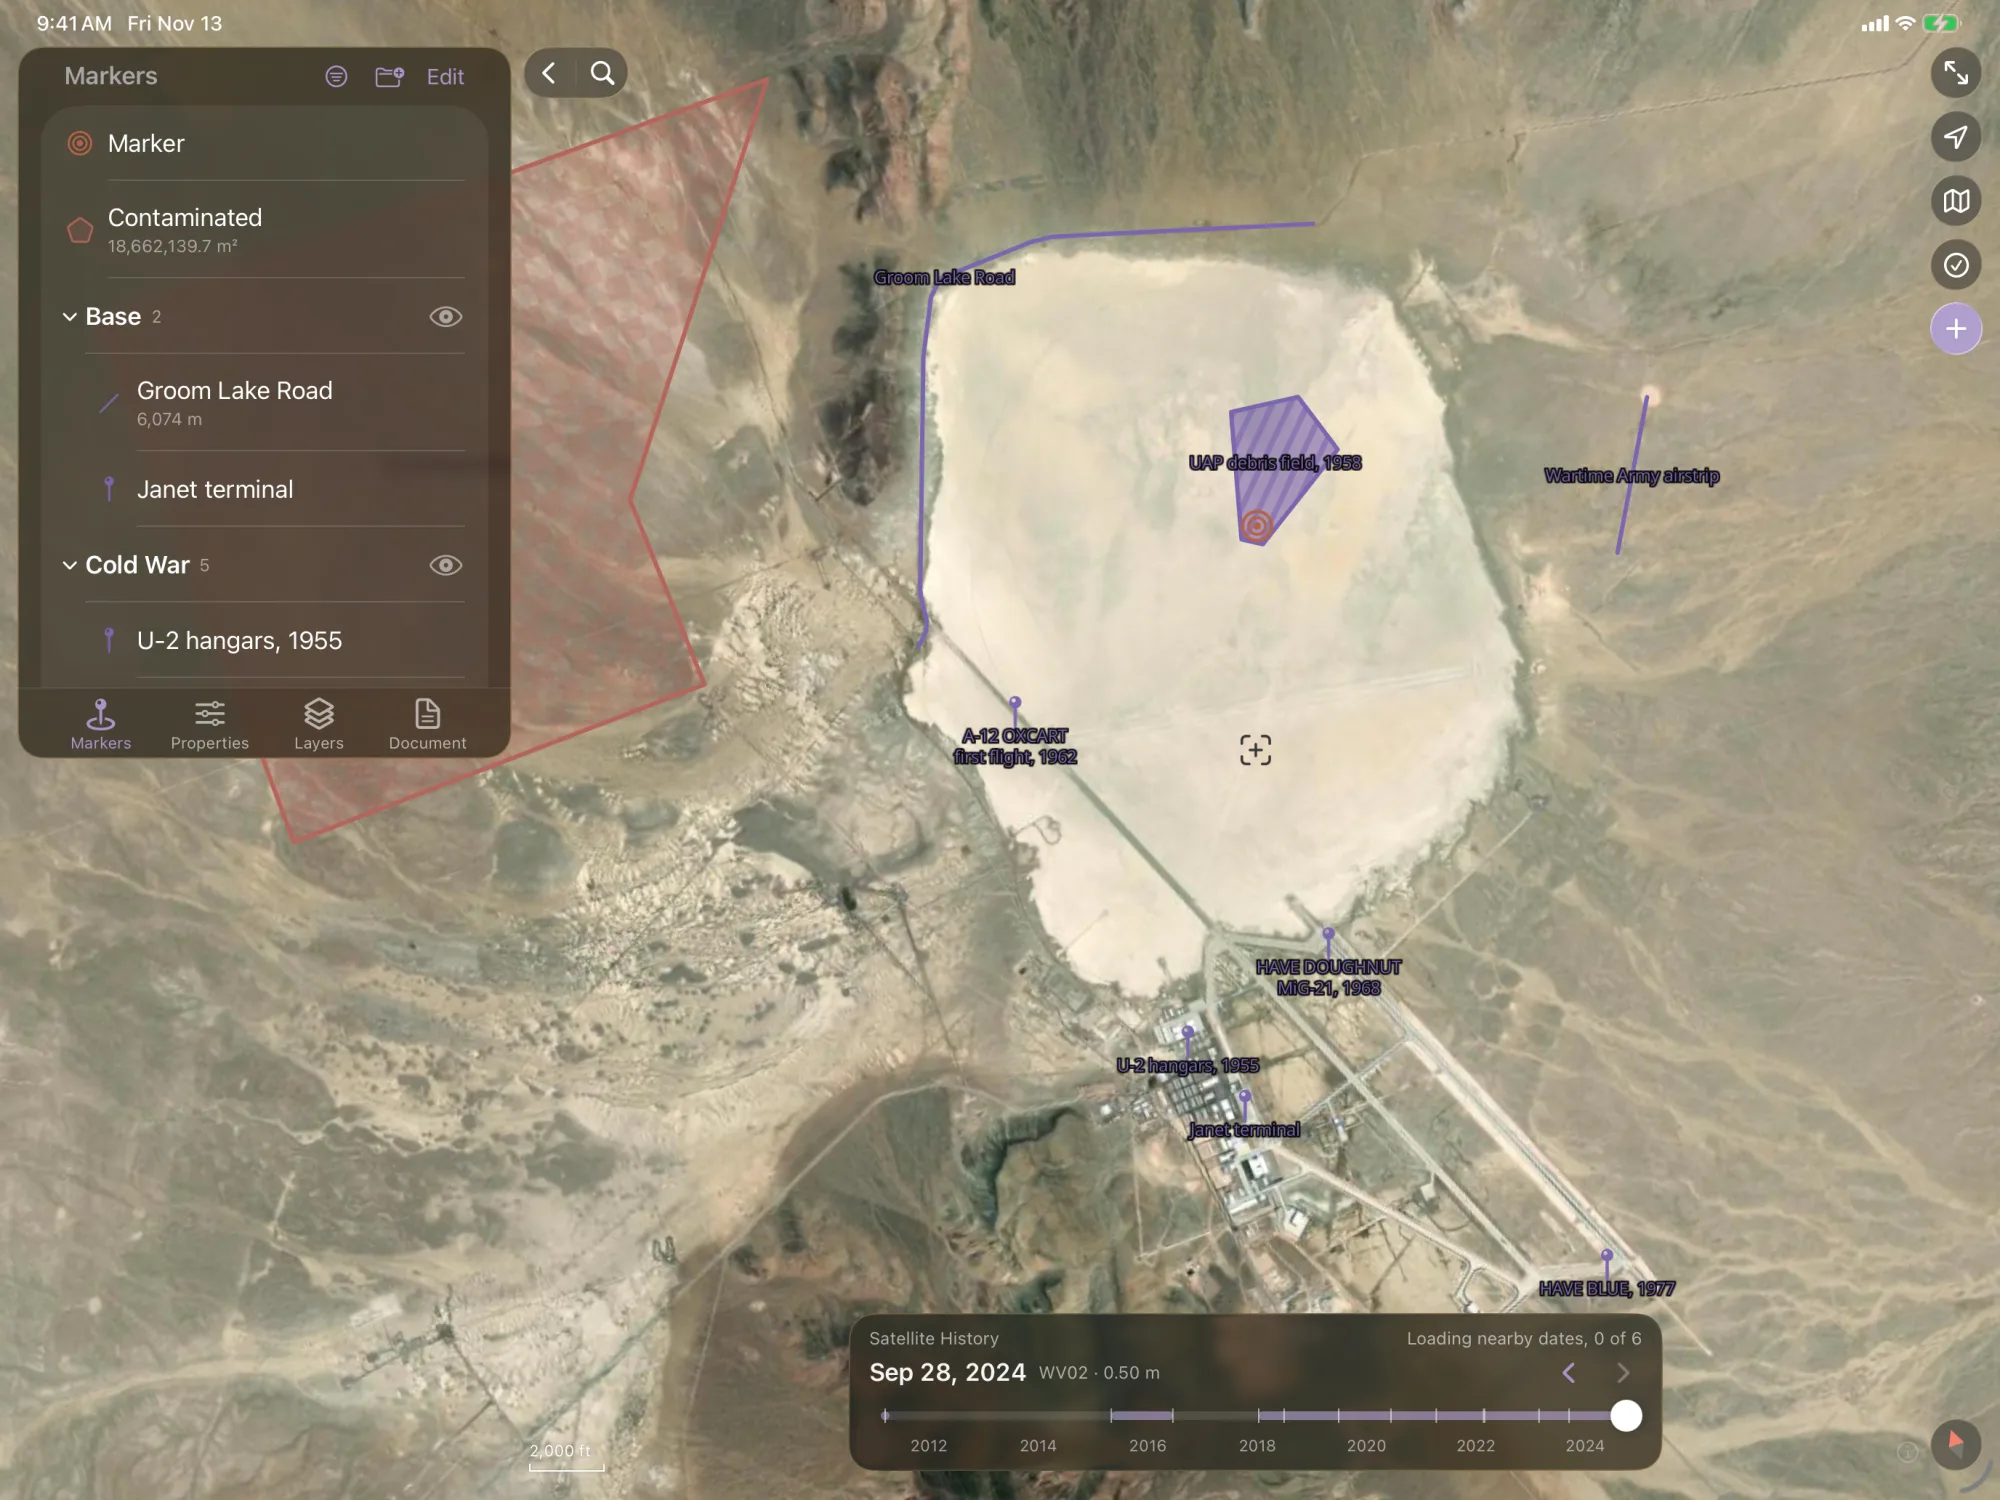 9:41 AM Fri Nov 13
Markers
Edit
Marker
Contaminated
18,662,139.7 m²
Base 2
Groom Lake Road
6,074 m
Janet terminal
Cold War 5
U-2 hangars, 1955
Markers
Properties
Layers
Document
Groom Lake Road
UAP debris field, 1958
Wartime Army airstrip
A-12 OXCART
first flight, 1962
HAVE DOUGHNUT
MiG-21, 1968
U-2 hangars, 1955
Janet terminal
HAVE BLUE, 1977
Satellite History
Loading nearby dates, 0 of 6
Sep 28, 2024 WV02 · 0.50 m
2012 2014 2016 2018 2020 2022 2024
2,000 ft